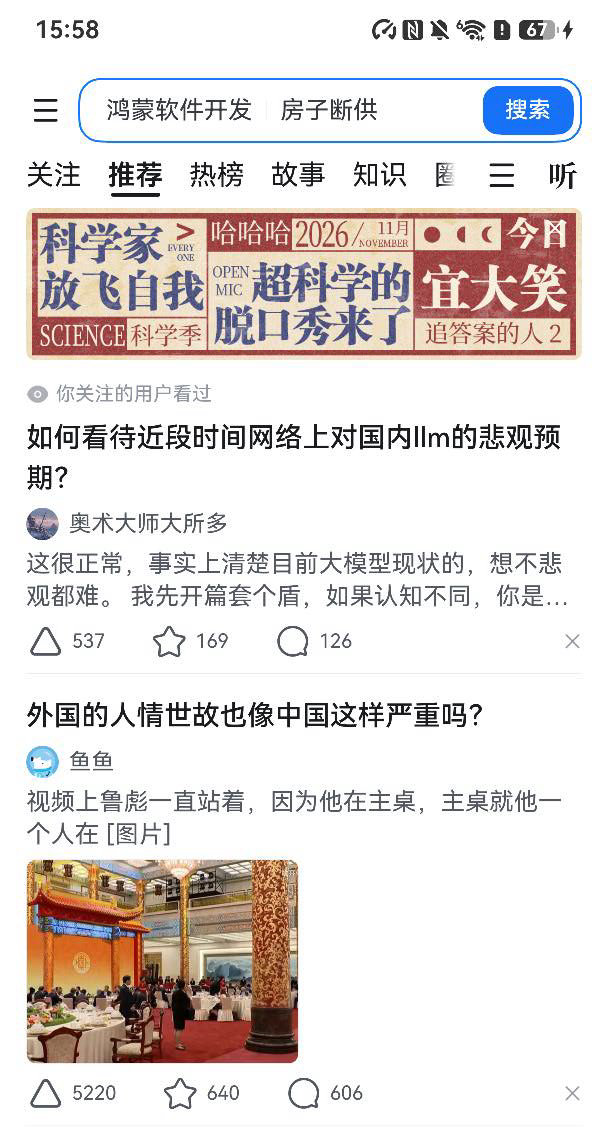 15:58
67
鸿蒙软件开发 房子断供 搜索
关注 推荐 热榜 故事 知识 圈 听
科学家
EVERY ONE
放飞自我
SCIENCE 科学季
哈哈哈 2026/ 11月 NOVEMBER
OPEN MIC 超科学的
脱口秀来了
今日
宜大笑
追答案的人 2
你关注的用户看过
如何看待近段时间网络上对国内llm的悲观预
期?
奥术大师大所多
这很正常，事实上清楚目前大模型现状的，想不悲
观都难。 我先开篇套个盾，如果认知不同，你是...
537 169 126
外国的人情世故也像中国这样严重吗?
鱼鱼
视频上鲁彪一直站着，因为他在主桌，主桌就他一
个人在 [图片]
5220 640 606